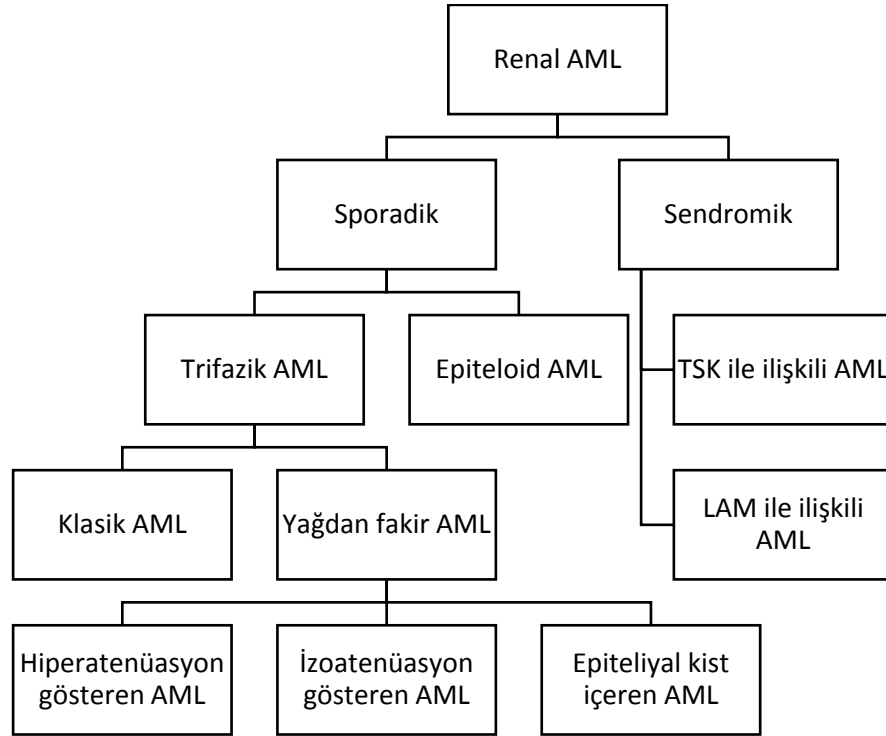 Renal AML
Sporadik
Sendromik
Trifazik AML
Epiteloid AML
TSK ile ilişkili AML
Klasik AML
Yağdan fakir AML
LAM ile ilişkili
AML
Hiperatenüasyon
gösteren AML
İzoatenüasyon
gösteren AML
Epiteliyal kist
içeren AML